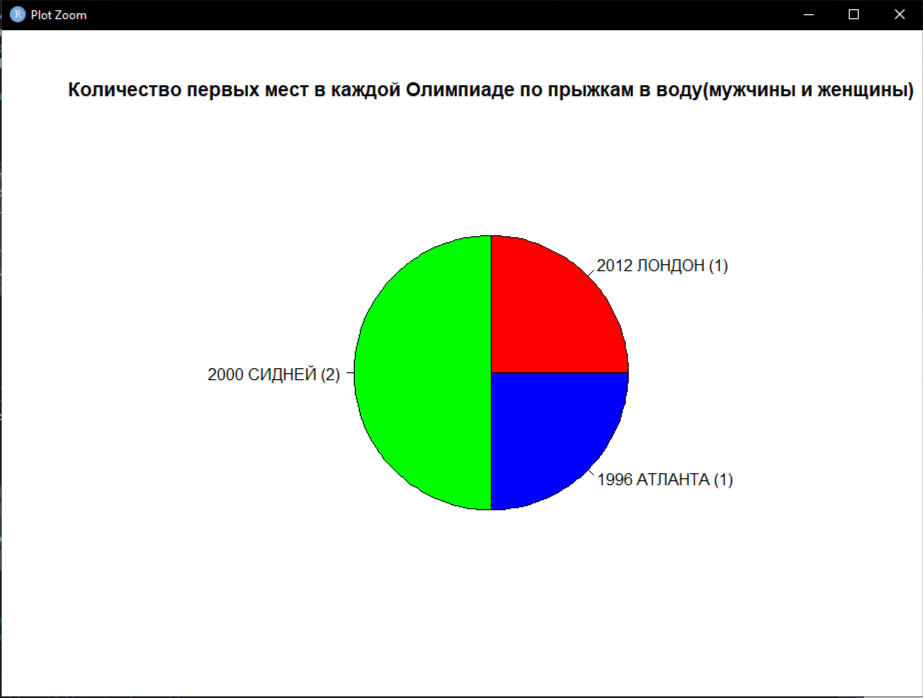 Plot Zoom
Количество первых мест в каждой Олимпиаде по прыжкам в воду(мужчины и женщины)
2012 ЛОНДОН (1)
2000 СИДНЕЙ (2)
1996 АТЛАНТА (1)